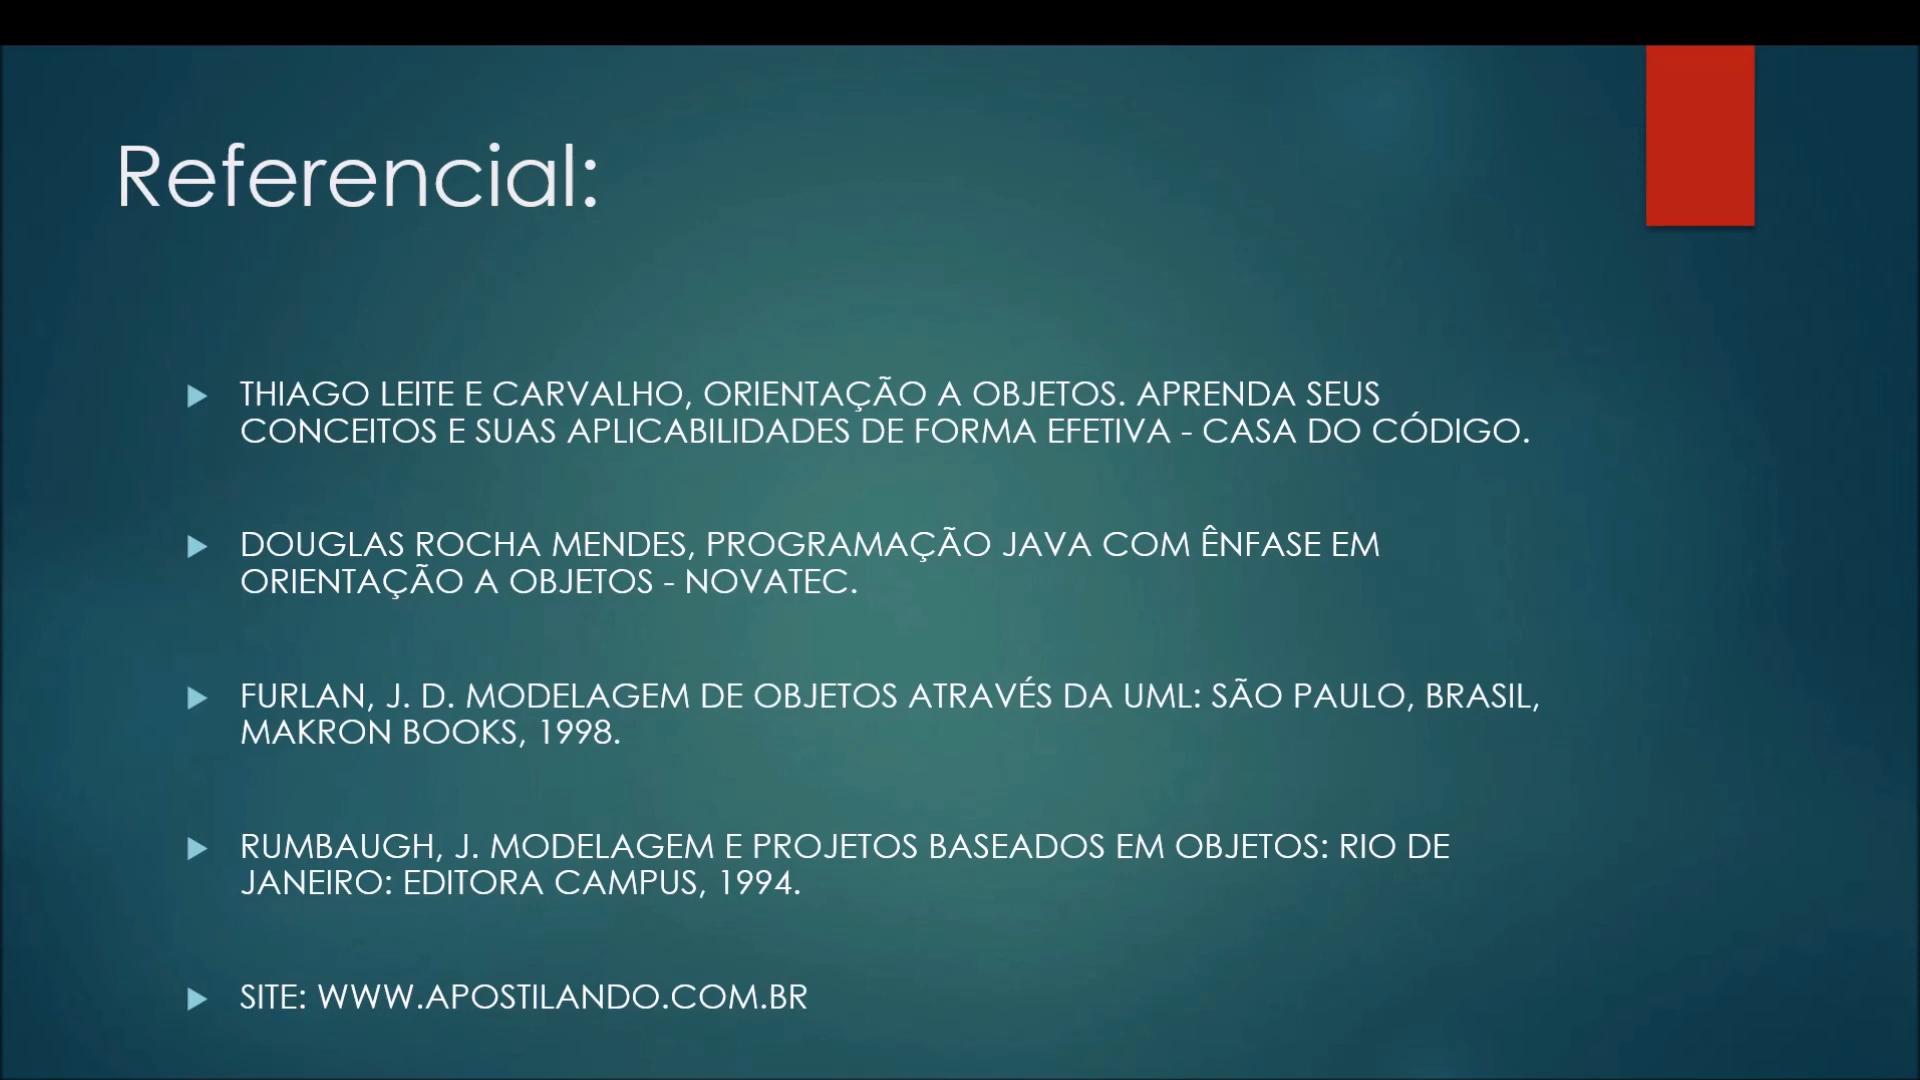 Referencial:
THIAGO LEITE E CARVALHO, ORIENTAÇÃO A OBJETOS. APRENDA SEUS
CONCEITOS E SUAS APLICABILIDADES DE FORMA EFETIVA - CASA DO CÓDIGO.
DOUGLAS ROCHA MENDES, PROGRAMAÇÃO JAVA COM ÊNFASE EM
ORIENTAÇÃO A OBJETOS - NOVATEC.
FURLAN, J. D. MODELAGEM DE OBJETOS ATRAVÉS DA UML: SÃO PAULO, BRASIL,
MAKRON BOOKS, 1998.
RUMBAUGH, J. MODELAGEM E PROJETOS BASEADOS EM OBJETOS: RIO DE
JANEIRO: EDITORA CAMPUS, 1994.
SITE: WWW.APOSTILANDO.COM.BR